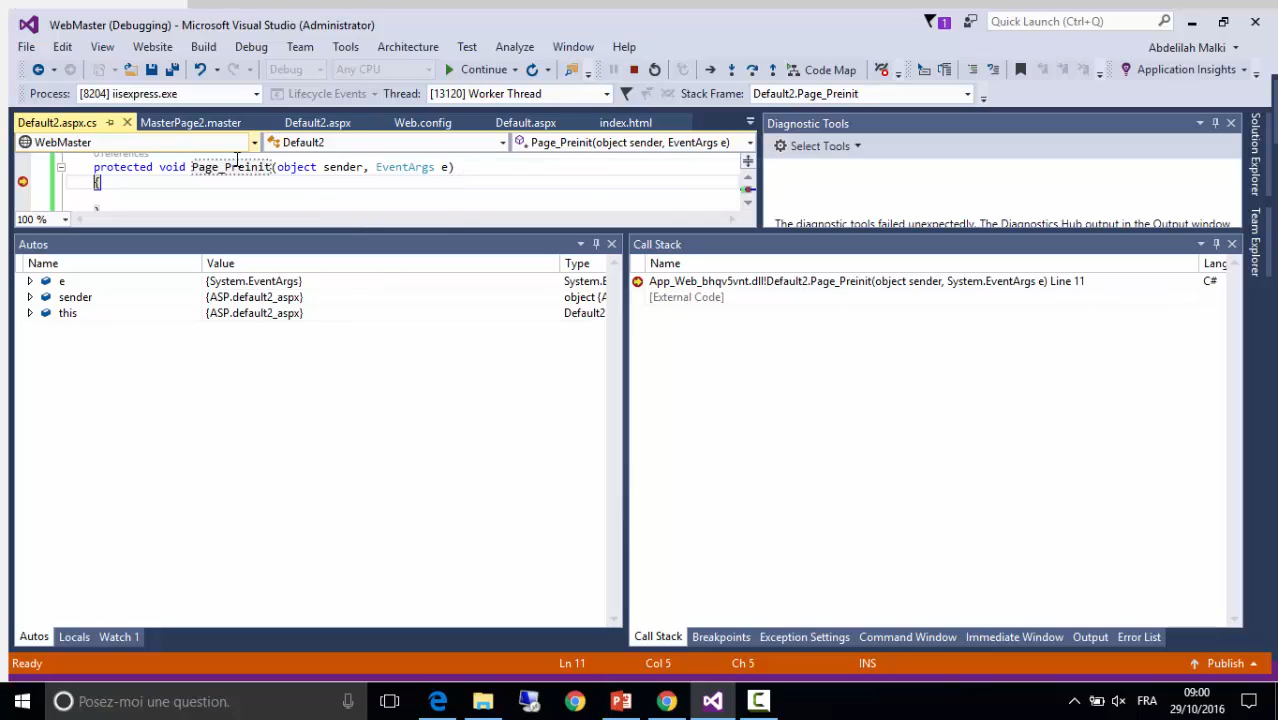 WebMaster (Debugging) - Microsoft Visual Studio (Administrator)
1
Quick Launch (Ctrl+Q)
File Edit View Website Build Debug Team Tools Architecture Test Analyze Window Help
Abdelilah Malki
Debug Any CPU Continue Code Map Application Insights
Process: [8204] iisexpress.exe Lifecycle Events Thread: [13120] Worker Thread Stack Frame: Default2.Page_Preinit
Default2.aspx.cs MasterPage2.master Default2.aspx Web.config Default.aspx index.html
WebMaster Default2 Page_Preinit(object sender, EventArgs e)
0 references
protected void Page_Preinit(object sender, EventArgs e)
{
}
100 %
Diagnostic Tools
Select Tools
The diagnostic tools failed unexpectedly. The Diagnostics Hub output in the Output window
Solution Explorer
Team Explorer
Autos
Name Value Type
e {System.EventArgs} System.E
sender {ASP.default2_aspx} object {A
this {ASP.default2_aspx} Default2
Autos Locals Watch 1
Call Stack
Name Lang
App_Web_bhqv5vnt.dll!Default2.Page_Preinit(object sender, System.EventArgs e) Line 11 C#
[External Code]
Call Stack Breakpoints Exception Settings Command Window Immediate Window Output Error List
Ready Ln 11 Col 5 Ch 5 INS Publish
Posez-moi une question.
FRA
09:00
29/10/2016